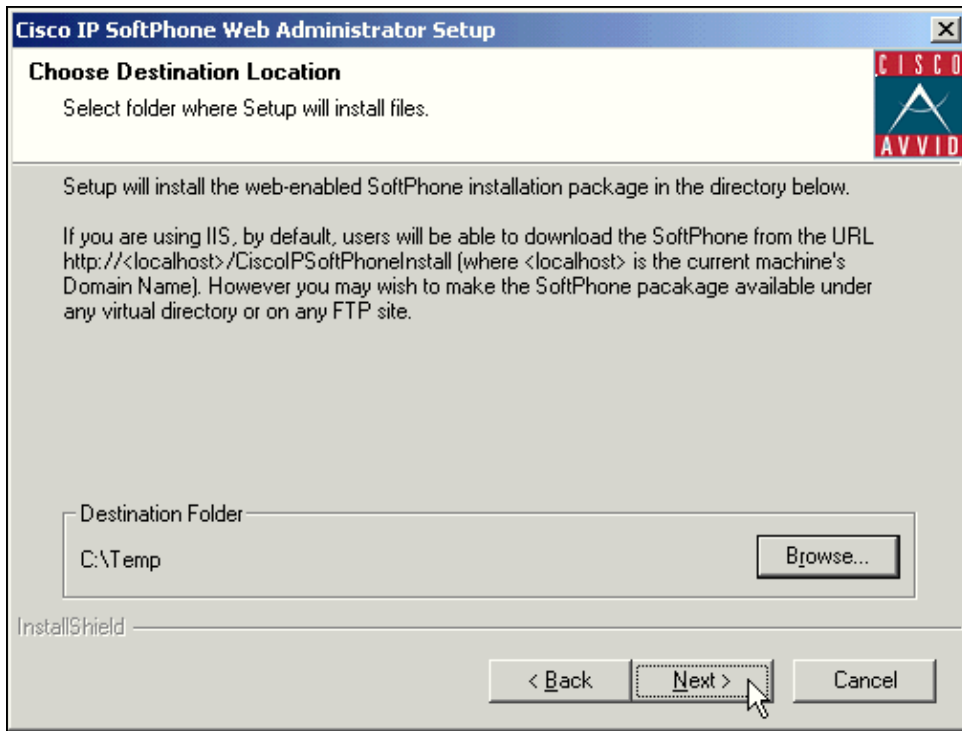 Cisco IP SoftPhone Web Administrator Setup
Choose Destination Location
Select folder where Setup will install files.
CISCO
AVVID
Setup will install the web-enabled SoftPhone installation package in the directory below.
If you are using IIS, by default, users will be able to download the SoftPhone from the URL
http://<localhost>/CiscoIPSoftPhoneInstall (where <localhost> is the current machine's
Domain Name). However you may wish to make the SoftPhone pacakage available under
any virtual directory or on any FTP site.
Destination Folder
C:\Temp
Browse...
InstallShield
< Back
Next >
Cancel